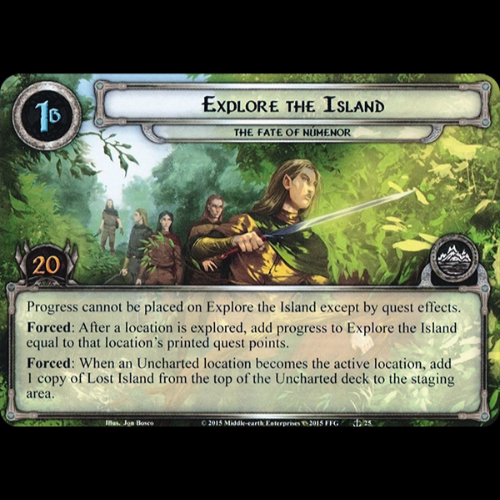 1B
EXPLORE THE ISLAND
THE FATE OF NÚMENOR
20
Progress cannot be placed on Explore the Island except by quest effects.
Forced: After a location is explored, add progress to Explore the Island
equal to that location's printed quest points.
Forced: When an Uncharted location becomes the active location, add
1 copy of Lost Island from the top of the Uncharted deck to the staging
area.
Illus. Jon Bosco
© 2015 Middle-earth Enterprises © 2015 FFG
25